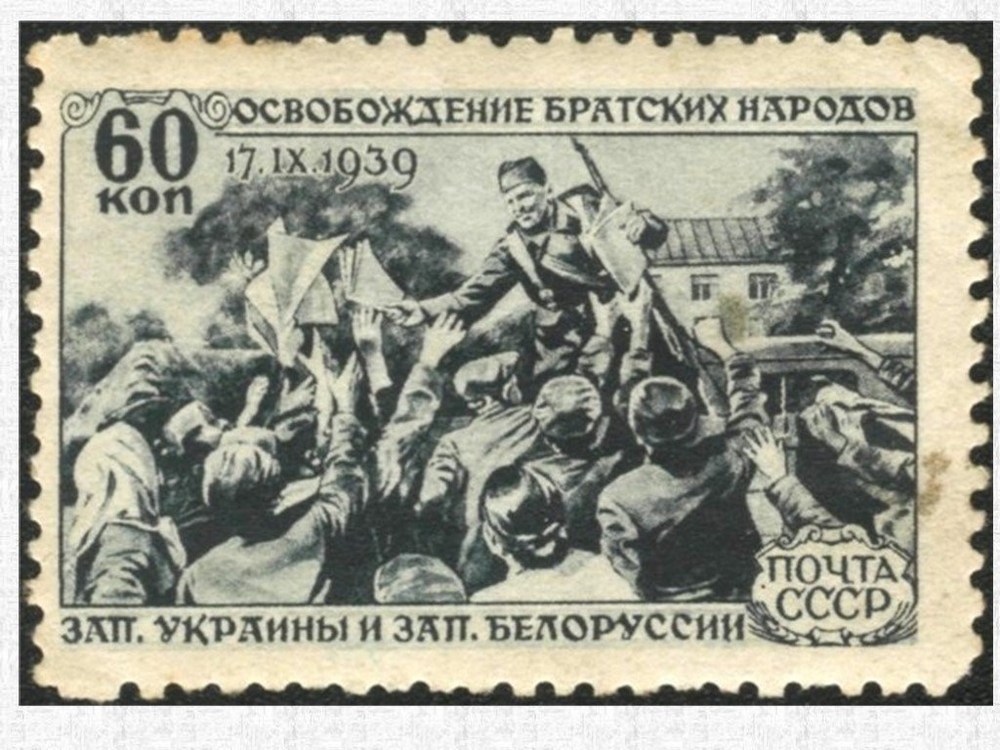 60
коп
ОСВОБОЖДЕНИЕ БРАТСКИХ НАРОДОВ
17.IX.1939
ЗАП. УКРАИНЫ И ЗАП. БЕЛОРУССИИ
ПОЧТА
СССР